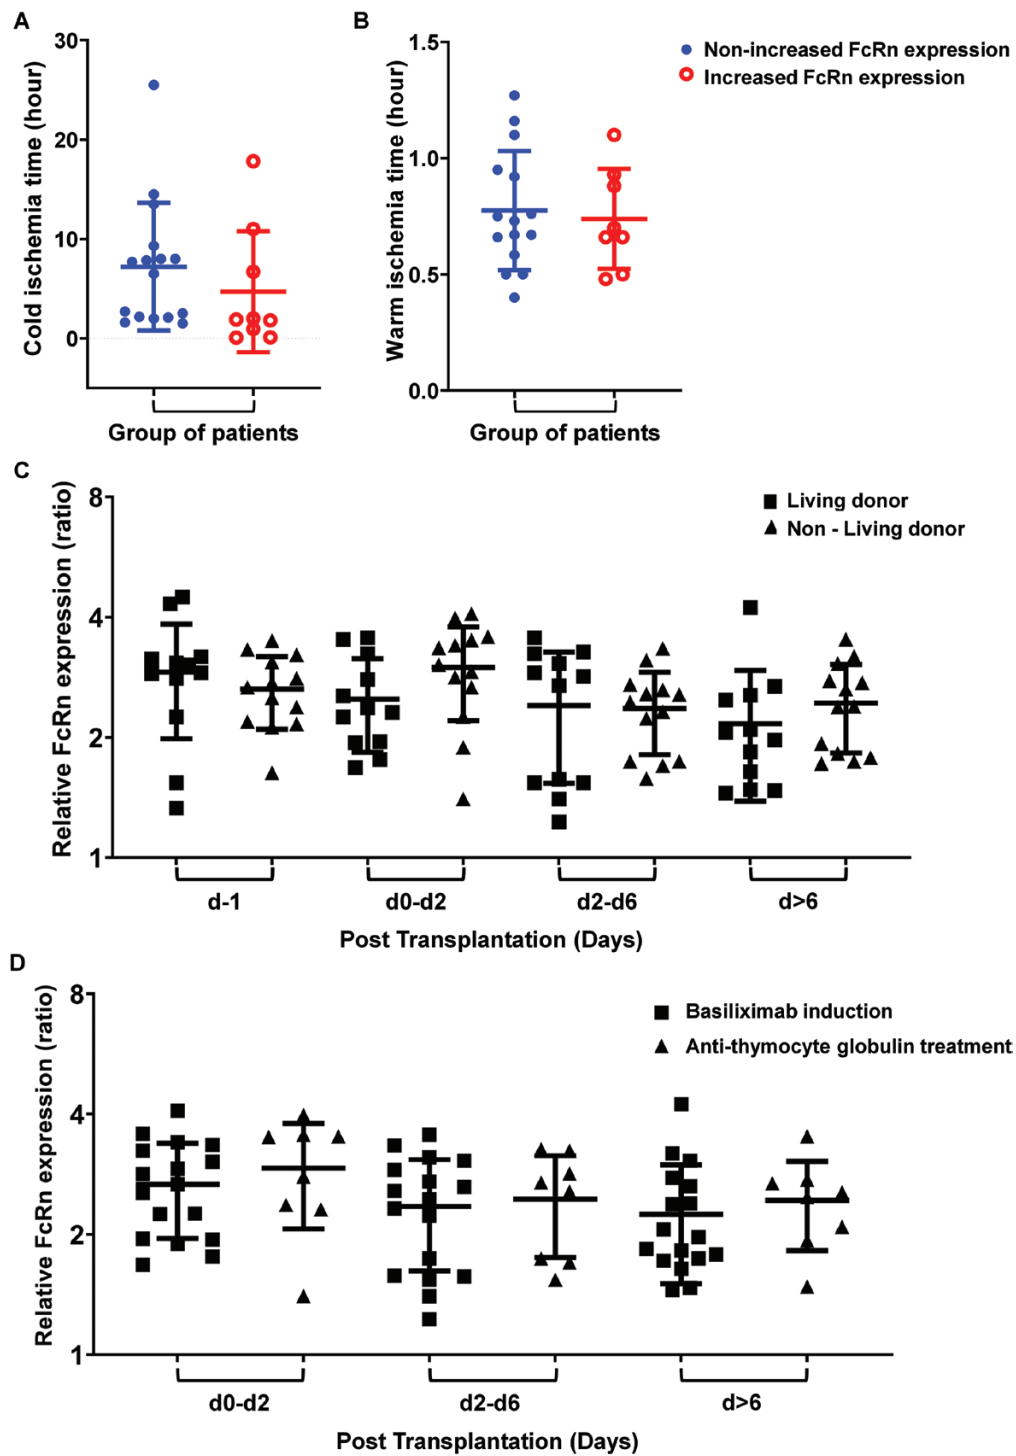 A
Cold ischemia time (hour)
30
20
10
0
Group of patients
B
Warm ischemia time (hour)
1.5
1.0
0.5
0.0
Group of patients
Non-increased FcRn expression
Increased FcRn expression
C
Relative FcRn expression (ratio)
8
4
2
1
Living donor
Non - Living donor
d-1
d0-d2
d2-d6
d>6
Post Transplantation (Days)
D
Relative FcRn expression (ratio)
8
4
2
1
Basiliximab induction
Anti-thymocyte globulin treatment
d0-d2
d2-d6
d>6
Post Transplantation (Days)